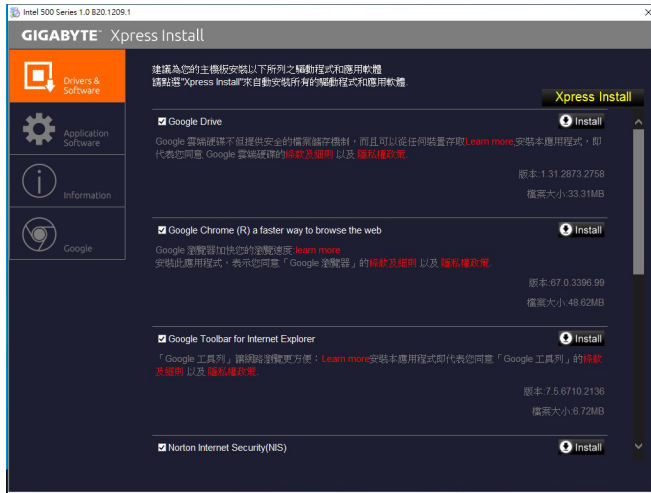 Intel 500 Series 1.0 B20.1209.1
GIGABYTE™ Xpress Install
Drivers & Software
Application Software
Information
Google
建議為您的主機板安裝以下所列之驅動程式和應用軟體
請點選"Xpress Install"來自動安裝所有的驅動程式和應用軟體.
Xpress Install
Google Drive
Install
Google 雲端硬碟不但提供安全的檔案儲存機制，而且可以從任何裝置存取Learn more,安裝本應用程式，即
代表您同意 Google 雲端硬碟的條款及細則 以及 隱私權政策.
版本:1.31.2873.2758
檔案大小:33.31MB
Google Chrome (R) a faster way to browse the web
Install
Google 瀏覽器加快您的瀏覽速度.learn more
安裝此應用程式，表示您同意「Google 瀏覽器」的條款及細則 以及 隱私權政策.
版本:67.0.3396.99
檔案大小:48.62MB
Google Toolbar for Internet Explorer
Install
「Google 工具列」讓網路瀏覽更方便：Learn more安裝本應用程式即代表您同意「Google 工具列」的條款
及細則 以及 隱私權政策.
版本:7.5.6710.2136
檔案大小:6.72MB
Norton Internet Security(NIS)
Install